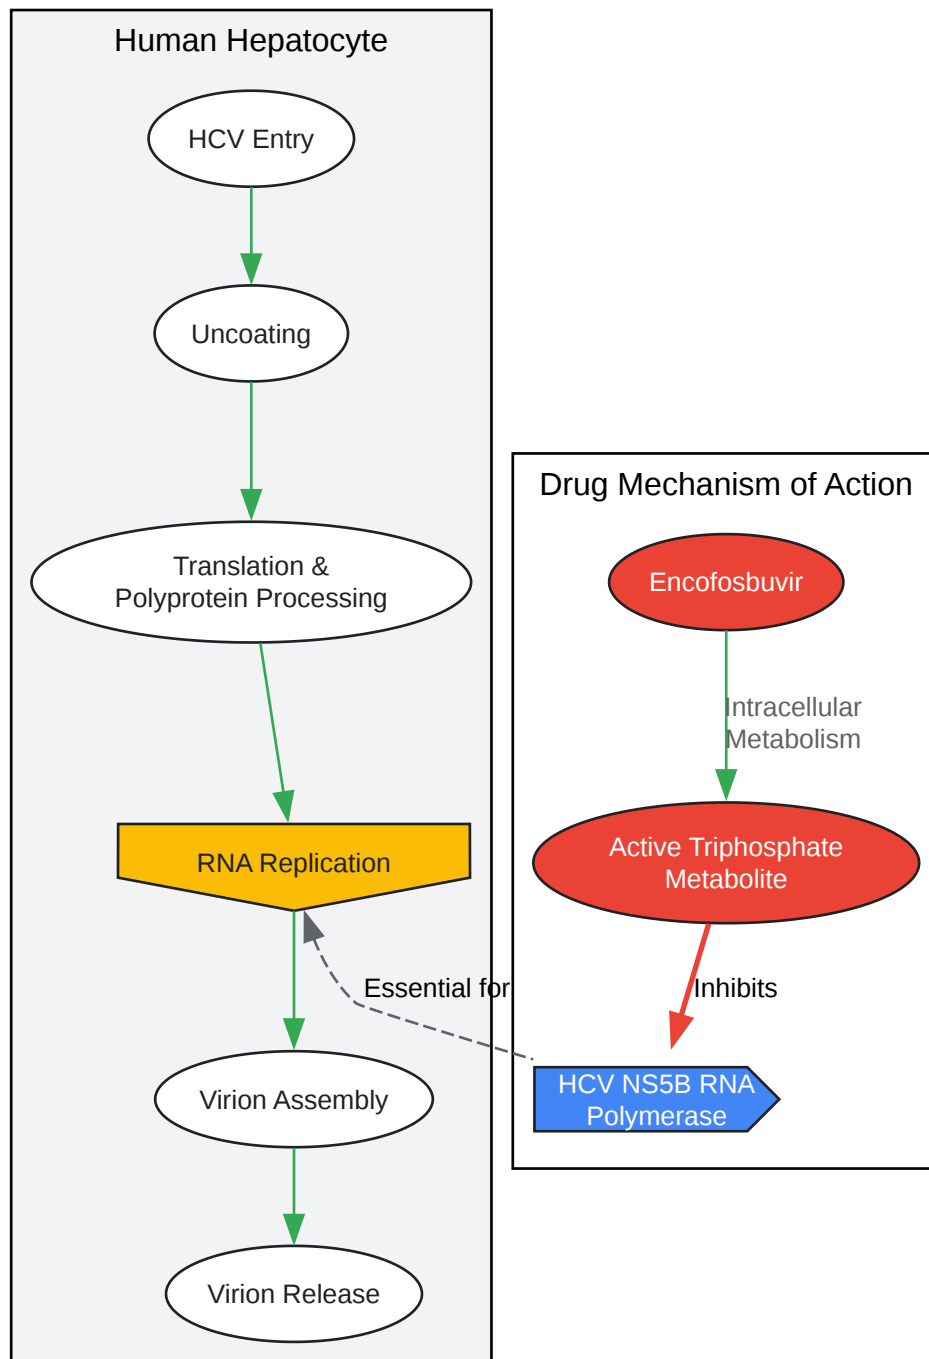 Human Hepatocyte
HCV Entry
Uncoating
Translation &
Polyprotein Processing
RNA Replication
Essential for
Virion Assembly
Virion Release
Drug Mechanism of Action
Encofosbuvir
Intracellular
Metabolism
Active Triphosphate
Metabolite
Inhibits
HCV NS5B RNA
Polymerase